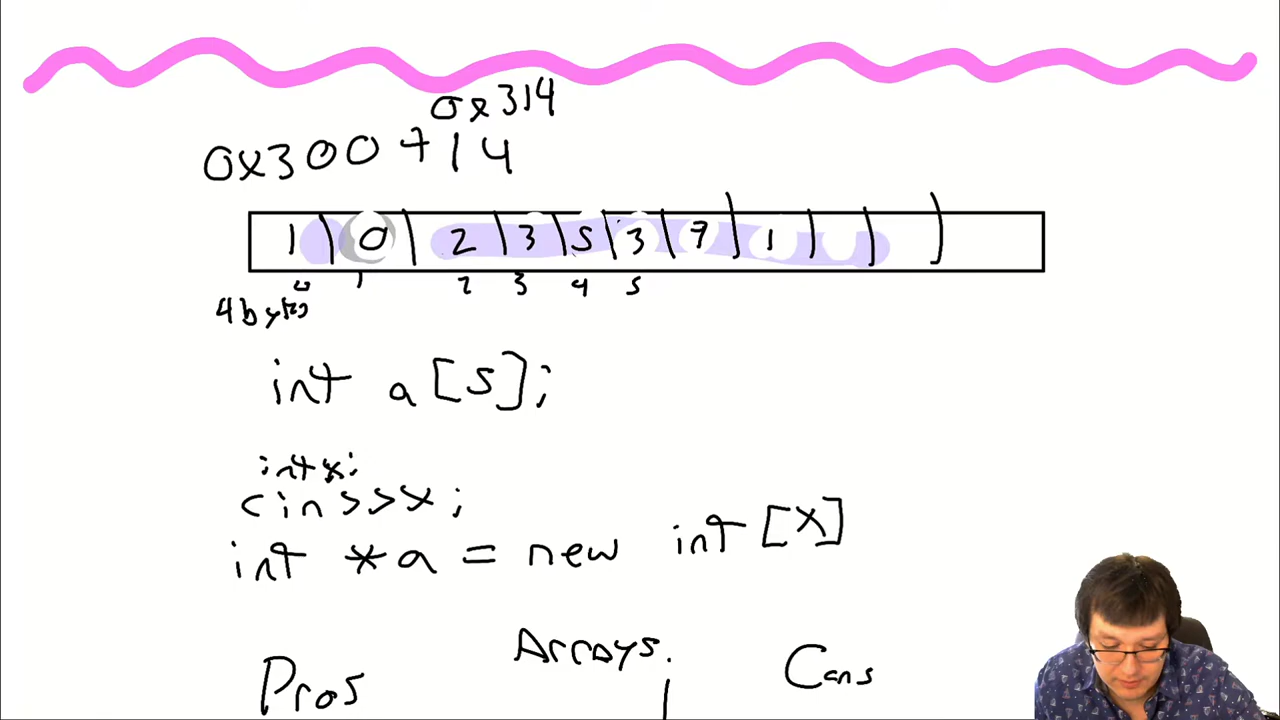 0x314
0x300 + 14
1 0 2 3 5 3 7 1
0 1 2 3 4 5
4 bytes
int a[5];
int x;
cin>>x;
int *a = new int [x]
Arrays.
Pros Cons